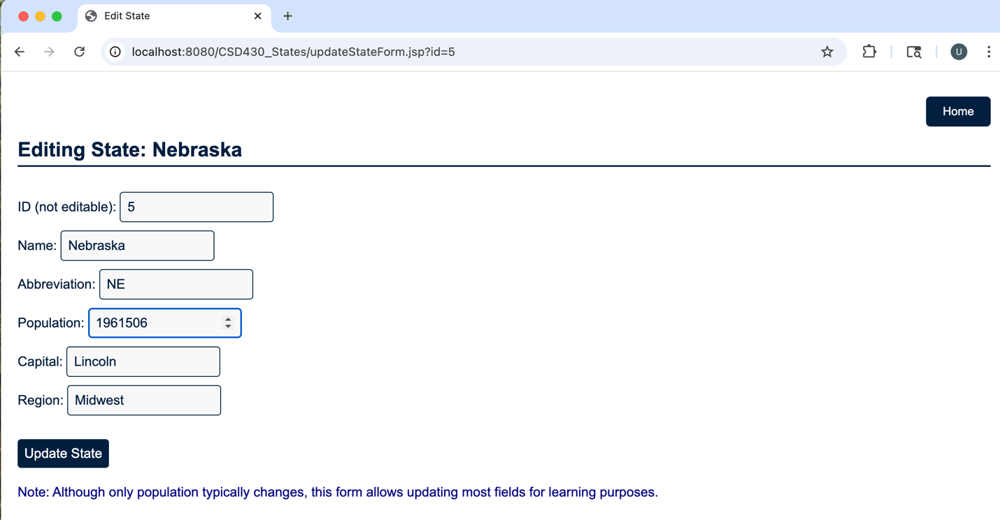 Edit State
localhost:8080/CSD430_States/updateStateForm.jsp?id=5
U
Home
Editing State: Nebraska
ID (not editable): 5
Name: Nebraska
Abbreviation: NE
Population: 1961506
Capital: Lincoln
Region: Midwest
Update State
Note: Although only population typically changes, this form allows updating most fields for learning purposes.